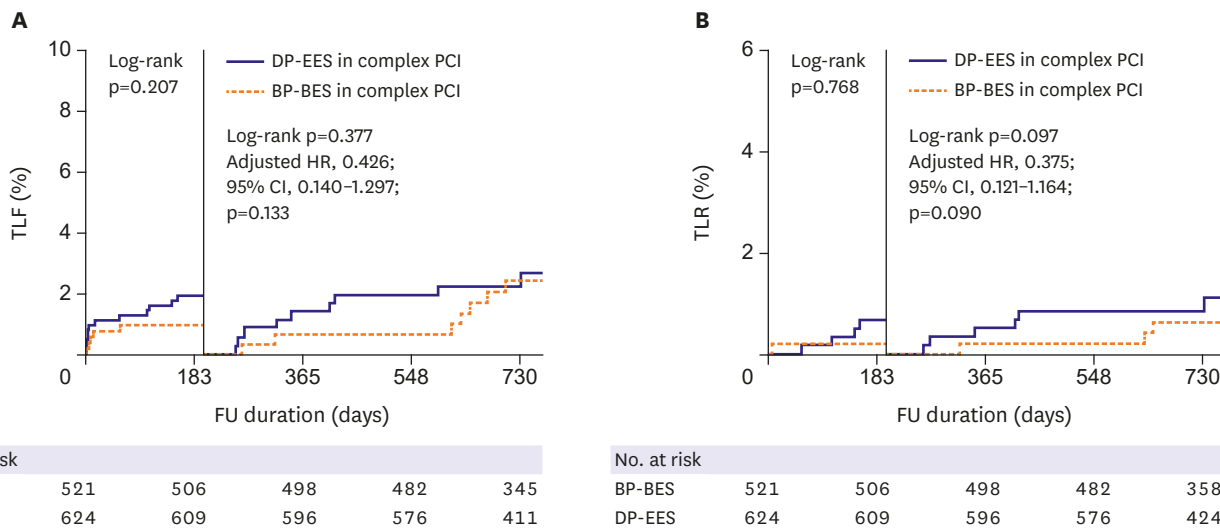 A
10
8
6
4
2
0
TLF (%)
Log-rank
p=0.207
DP-EES in complex PCI
BP-BES in complex PCI
Log-rank p=0.377
Adjusted HR, 0.426;
95% CI, 0.140–1.297;
p=0.133
183 365 548 730
FU duration (days)
sk
521 506 498 482 345
624 609 596 576 411
B
6
4
2
0
TLR (%)
Log-rank
p=0.768
DP-EES in complex PCI
BP-BES in complex PCI
Log-rank p=0.097
Adjusted HR, 0.375;
95% CI, 0.121–1.164;
p=0.090
183 365 548 730
FU duration (days)
No. at risk
BP-BES 521 506 498 482 358
DP-EES 624 609 596 576 424